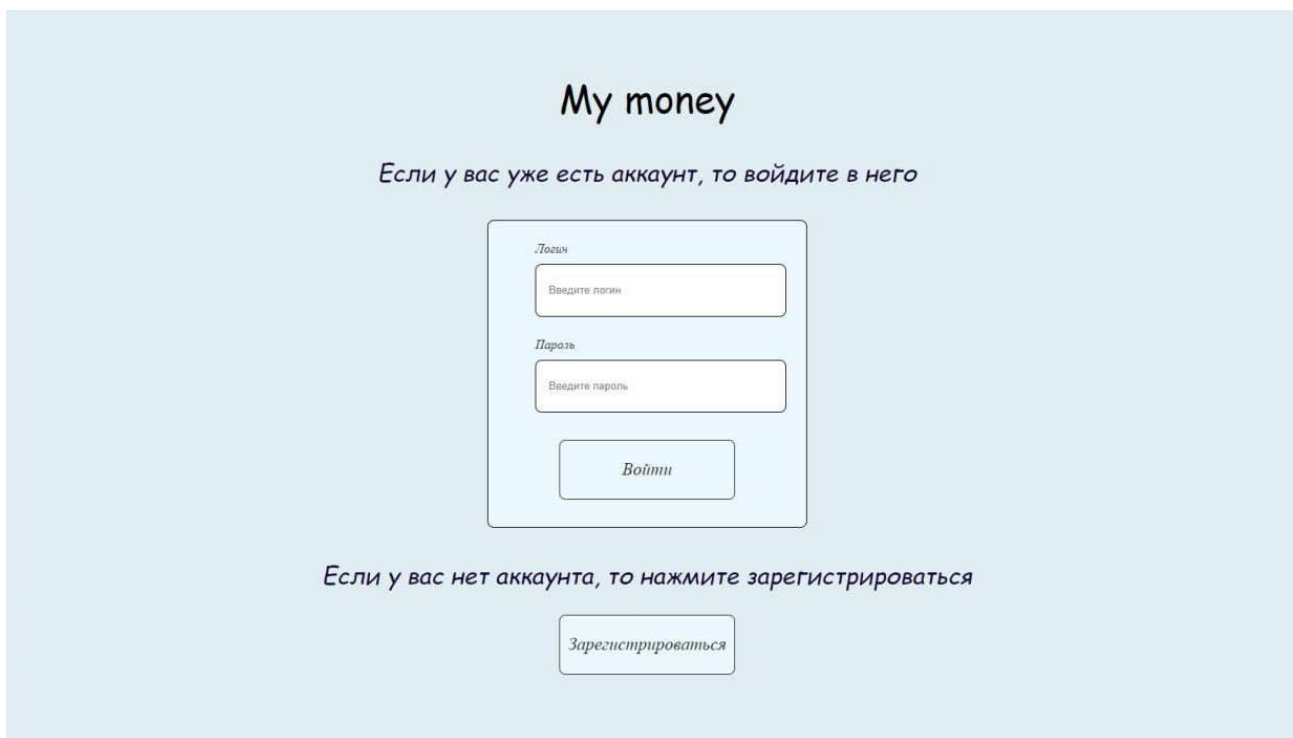 My money
Если у вас уже есть аккаунт, то войдите в него
Логин
Введите логин
Пароль
Введите пароль
Войти
Если у вас нет аккаунта, то нажмите зарегистрироваться
Зарегистрироваться